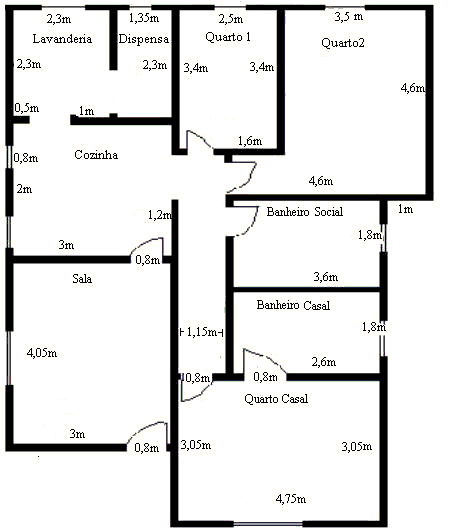 2,3m 1,35m 2,5m 3,5 m
Lavanderia Dispensa Quarto 1 Quarto2
2,3m 2,3m 3,4m 3,4m
4,6m
0,5m 1m
1,6m
0,8m Cozinha
4,6m
2m
1,2m Banheiro Social 1m
3m 1,8m
0,8m
Sala 3,6m
Banheiro Casal
1,15m 1,8m
4,05m
2,6m
0,8m 0,8m
Quarto Casal
3m
0,8m 3,05m 3,05m
4,75m